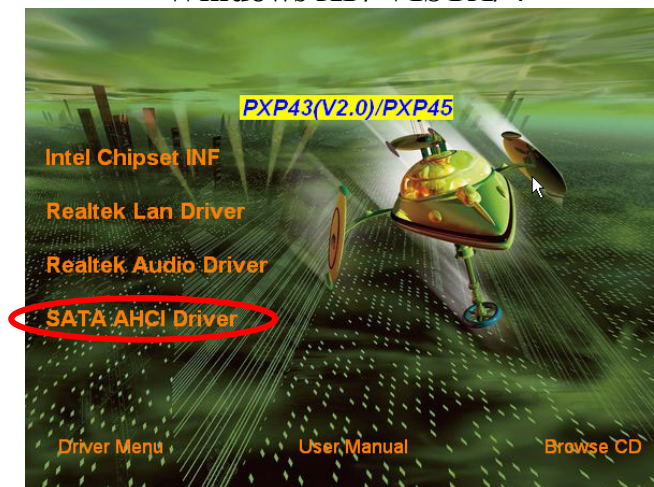 PXP43(V2.0)/PXP45
Intel Chipset INF
Realtek Lan Driver
Realtek Audio Driver
SATA AHCI Driver
Driver Menu
User Manual
Browse CD